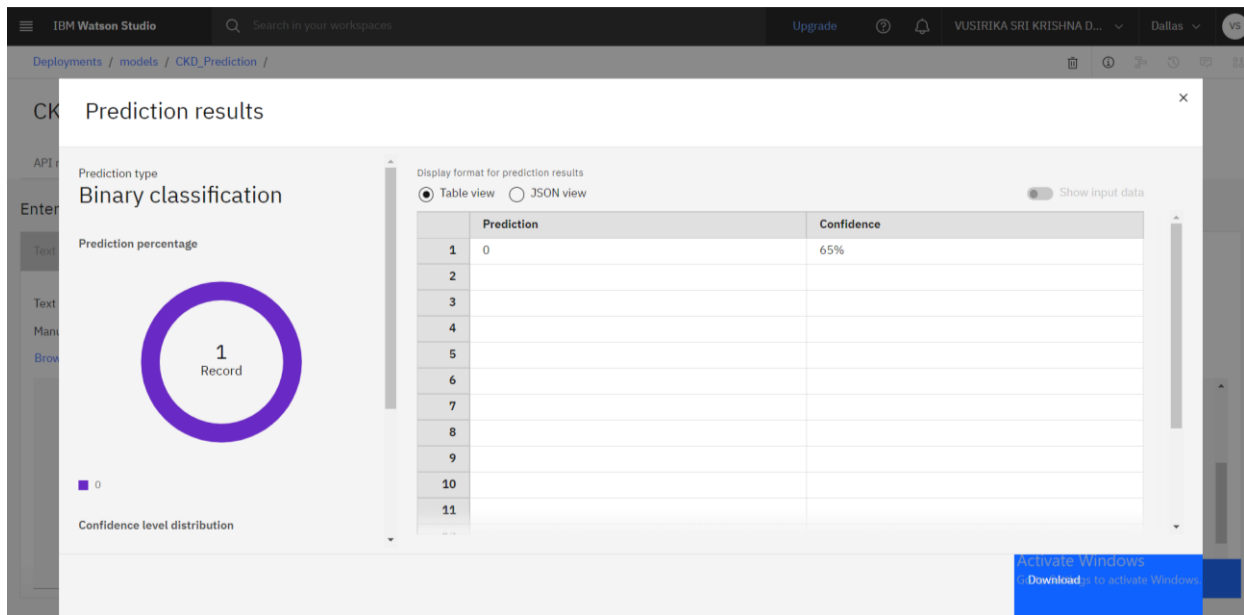 IBM Watson Studio
Search in your workspaces
Upgrade
VUSIRIKA SRI KRISHNA D...
Dallas
VS
Deployments / models / CKD_Prediction /
CK
Prediction results
API r
Enter
Text
Text
Manu
Brow
Prediction type
Binary classification
Prediction percentage
1
Record
0
Confidence level distribution
Display format for prediction results
Table view JSON view
Show input data
Prediction Confidence
1 0 65%
2
3
4
5
6
7
8
9
10
11
Activate Windows
Download
gs to activate Windows.